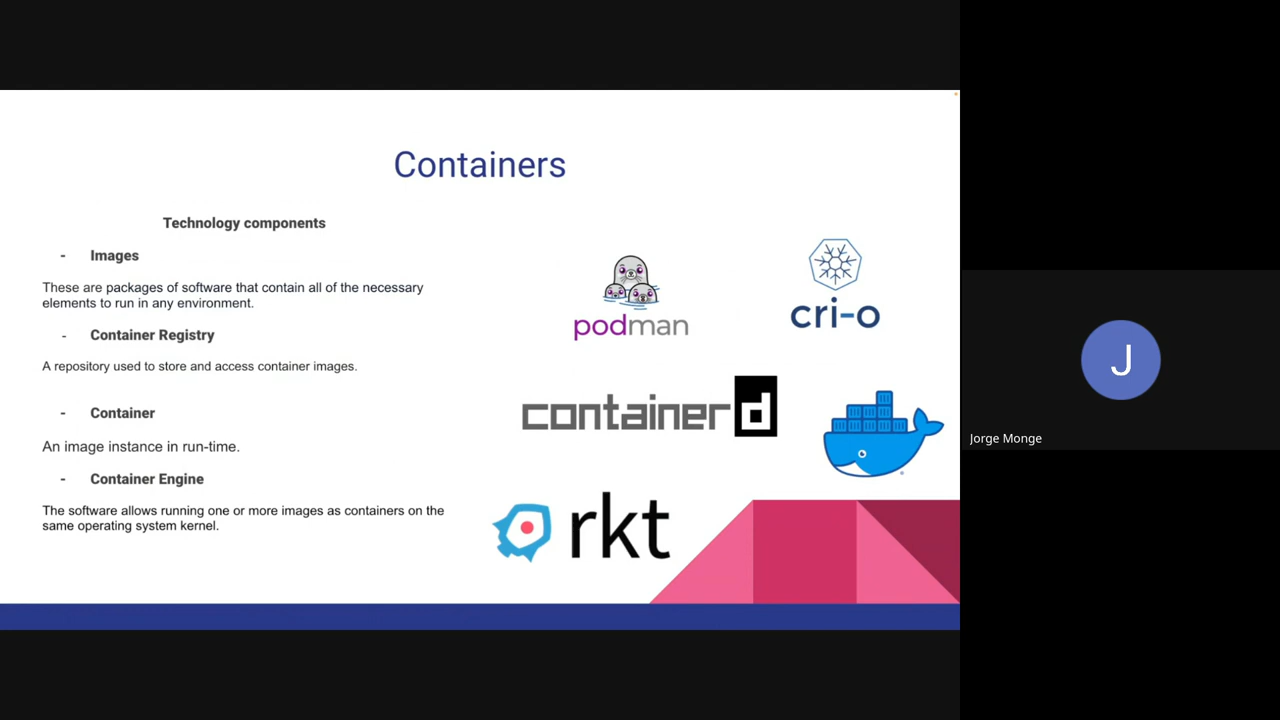 Containers
Technology components
- Images
These are packages of software that contain all of the necessary
elements to run in any environment.
- Container Registry
A repository used to store and access container images.
- Container
An image instance in run-time.
- Container Engine
The software allows running one or more images as containers on the
same operating system kernel.
podman
cri-o
containerd
rkt
J
Jorge Monge